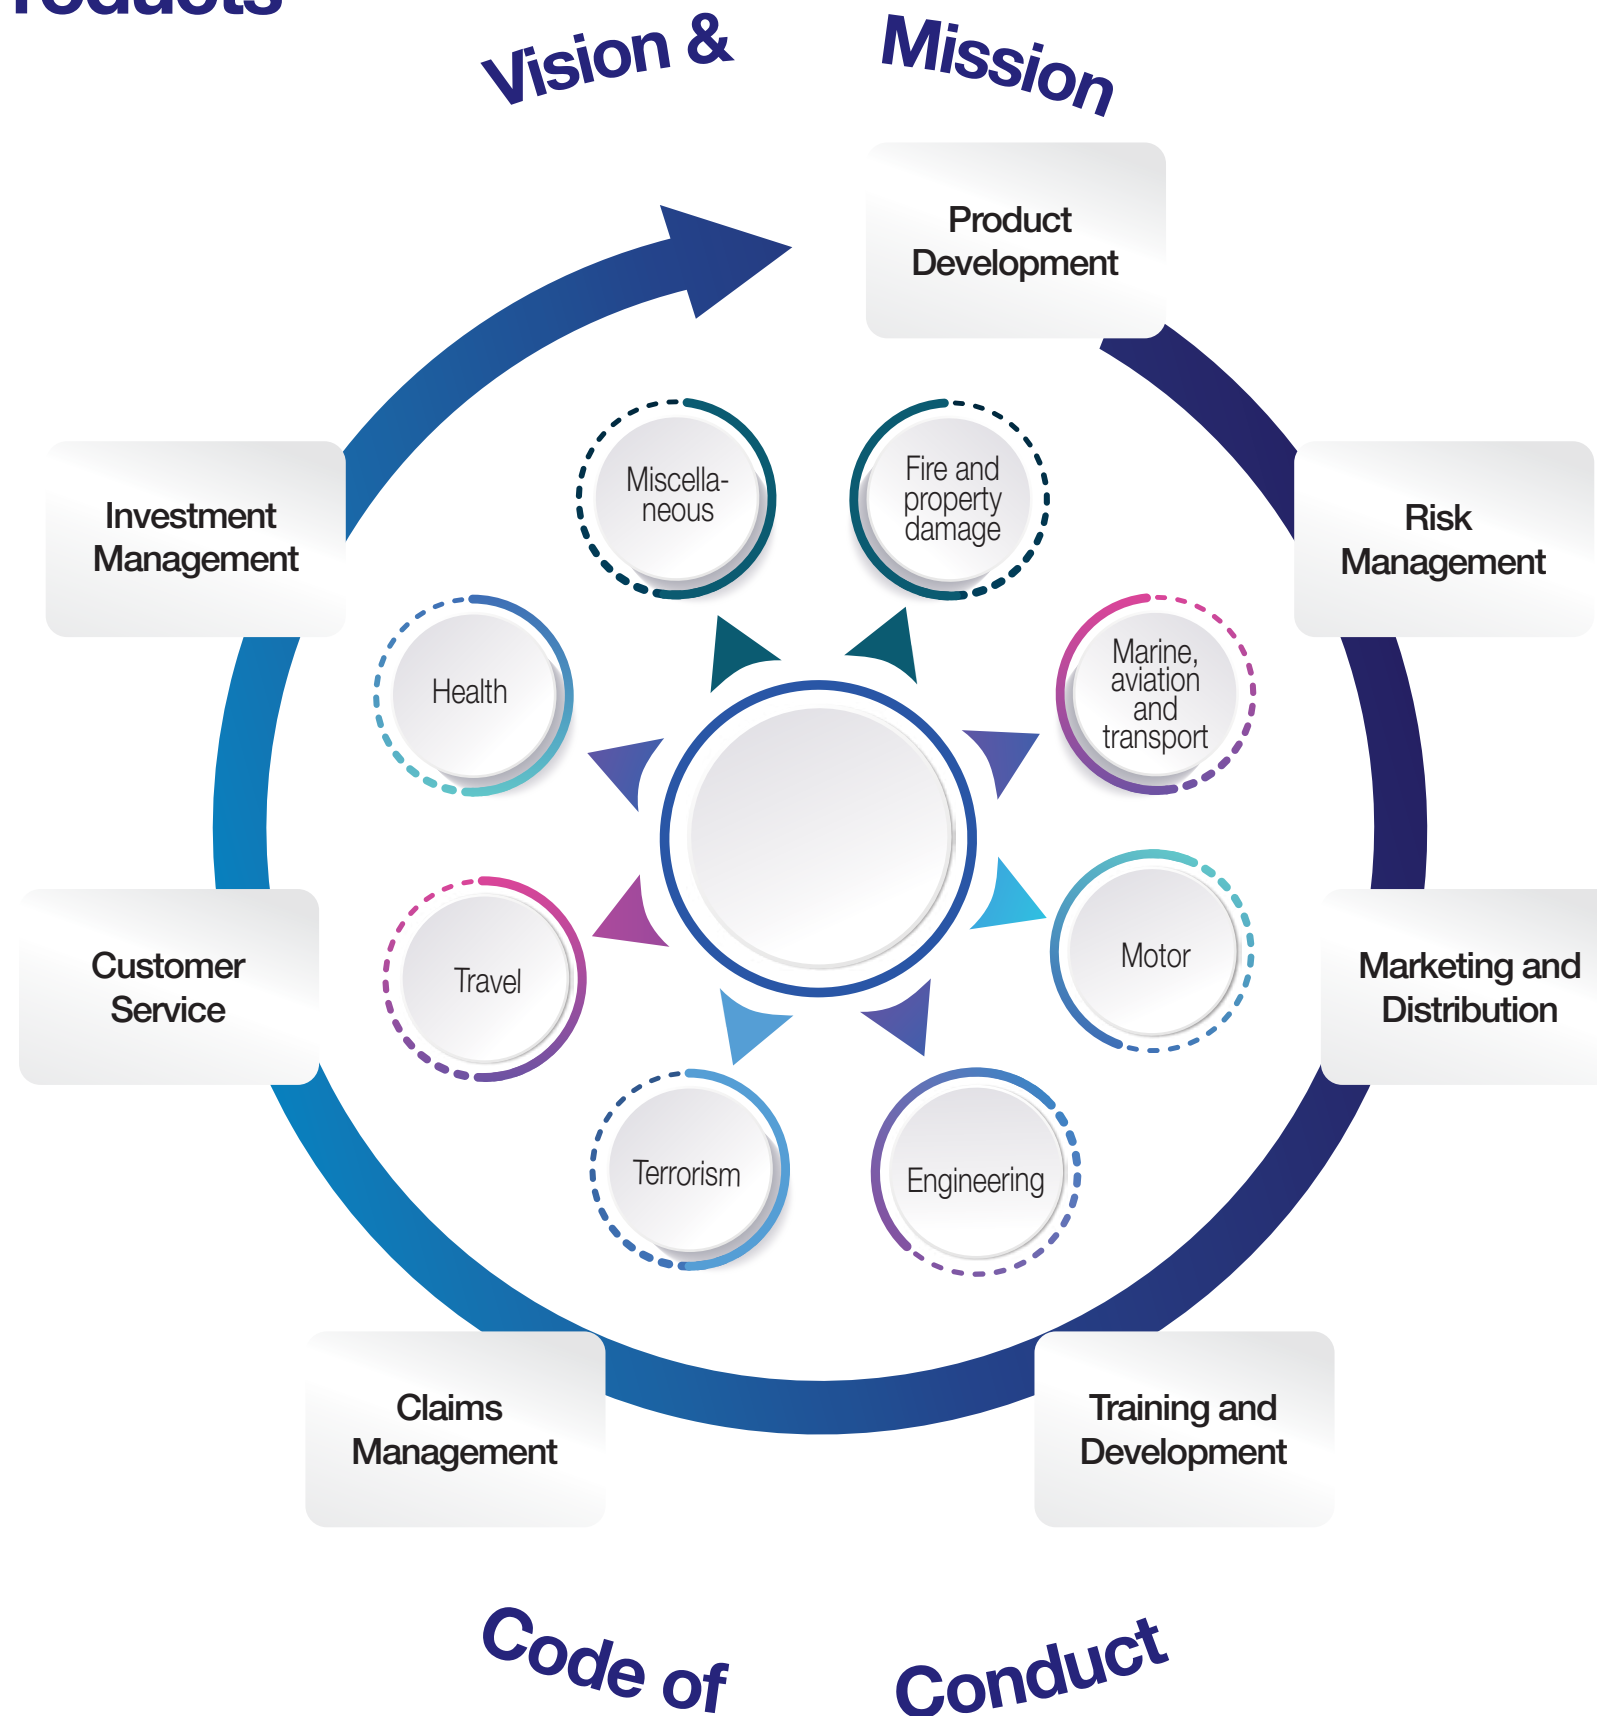 Vision & Mission
Product
Development
Investment
Management
Risk
Management
Miscella-
neous
Fire and
property
damage
Health
Marine,
aviation
and
transport
Customer
Service
Travel
Motor
Marketing and
Distribution
Terrorism
Engineering
Claims
Management
Training and
Development
Code of Conduct